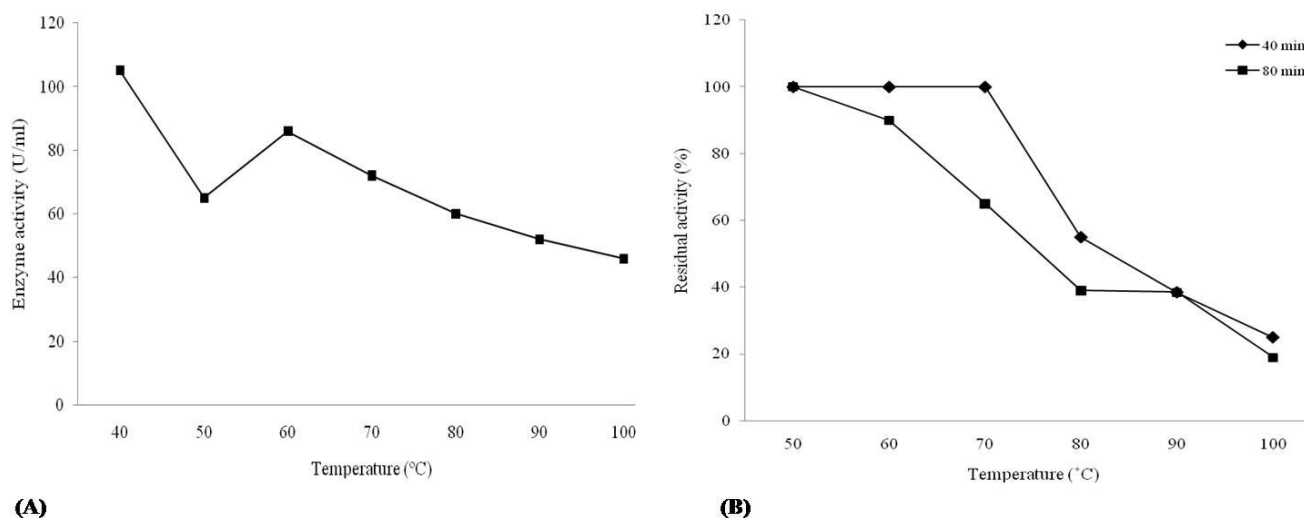 120
100
80
60
40
20
0
Enzyme activity (U/ml)
40 50 60 70 80 90 100
Temperature (°C)
(A)
120
100
80
60
40
20
0
Residual activity (%)
40 min
80 min
50 60 70 80 90 100
Temperature (˚C)
(B)